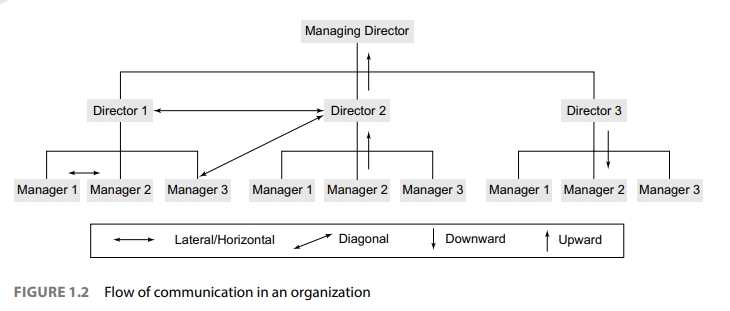 Managing Director
Director 1 Director 2 Director 3
Manager 1 Manager 2 Manager 3 Manager 1 Manager 2 Manager 3 Manager 1 Manager 2 Manager 3
Lateral/Horizontal Diagonal Downward Upward
FIGURE 1.2 Flow of communication in an organization